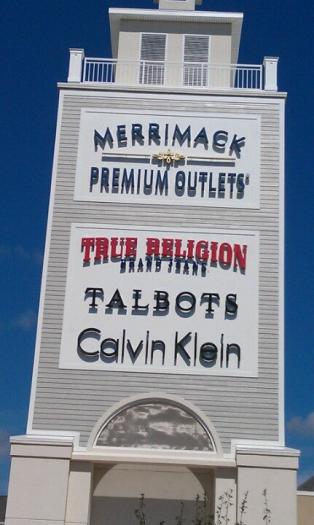 MERRIMACK
PREMIUM OUTLETS
TRUE RELIGION
BRAND JEANS
TALBOTS
Calvin Klein